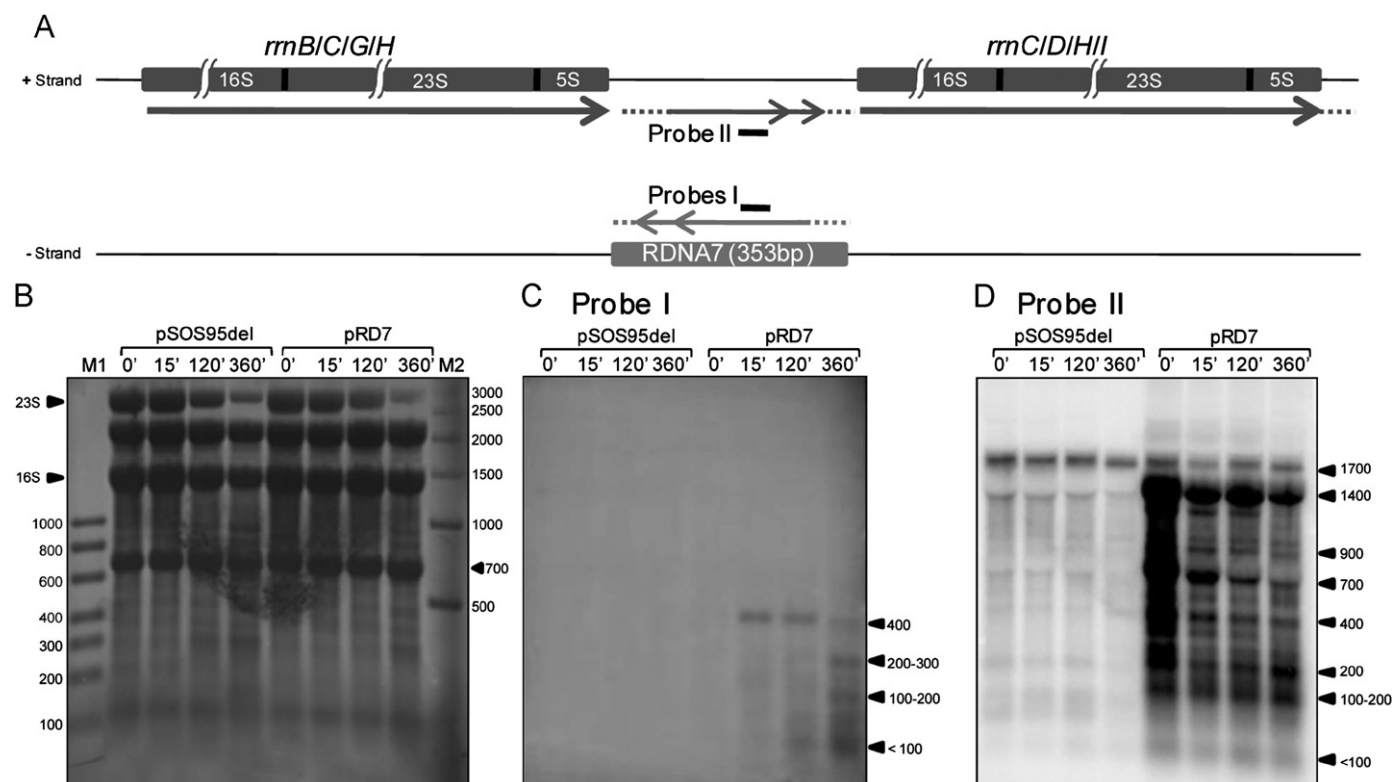 A
rrnB/C/G/H
rrnC/D/H/I
+ Strand
16S
23S
5S
16S
23S
5S
Probe II
Probes I
- Strand
RDNA7 (353bp)
B
pSOS95del
pRD7
M1
0' 15' 120' 360' 0' 15' 120' 360'
M2
23S
16S
1000
800
600
400
300
200
100
3000
2500
2000
1500
1000
700
500
C
Probe I
pSOS95del
pRD7
0' 15' 120' 360' 0' 15' 120' 360'
400
200-300
100-200
< 100
D
Probe II
pSOS95del
pRD7
0' 15' 120' 360' 0' 15' 120' 360'
1700
1400
900
700
400
200
100-200
<100